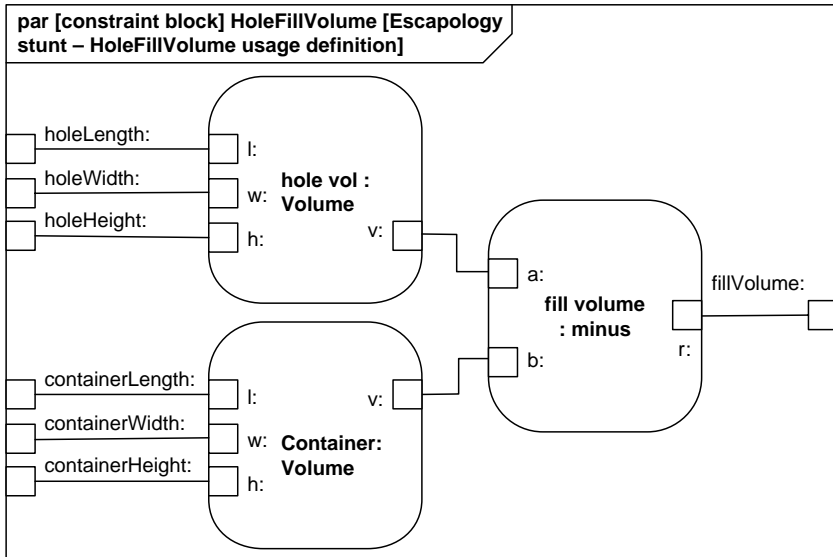 par [constraint block] HoleFillVolume [Escapology
stunt – HoleFillVolume usage definition]
holeLength:
l:
holeWidth:
w:
holeHeight:
h:
hole vol :
Volume
v:
containerLength:
l:
containerWidth:
w:
containerHeight:
h:
Container:
Volume
v:
a:
b:
fill volume
: minus
r:
fillVolume: